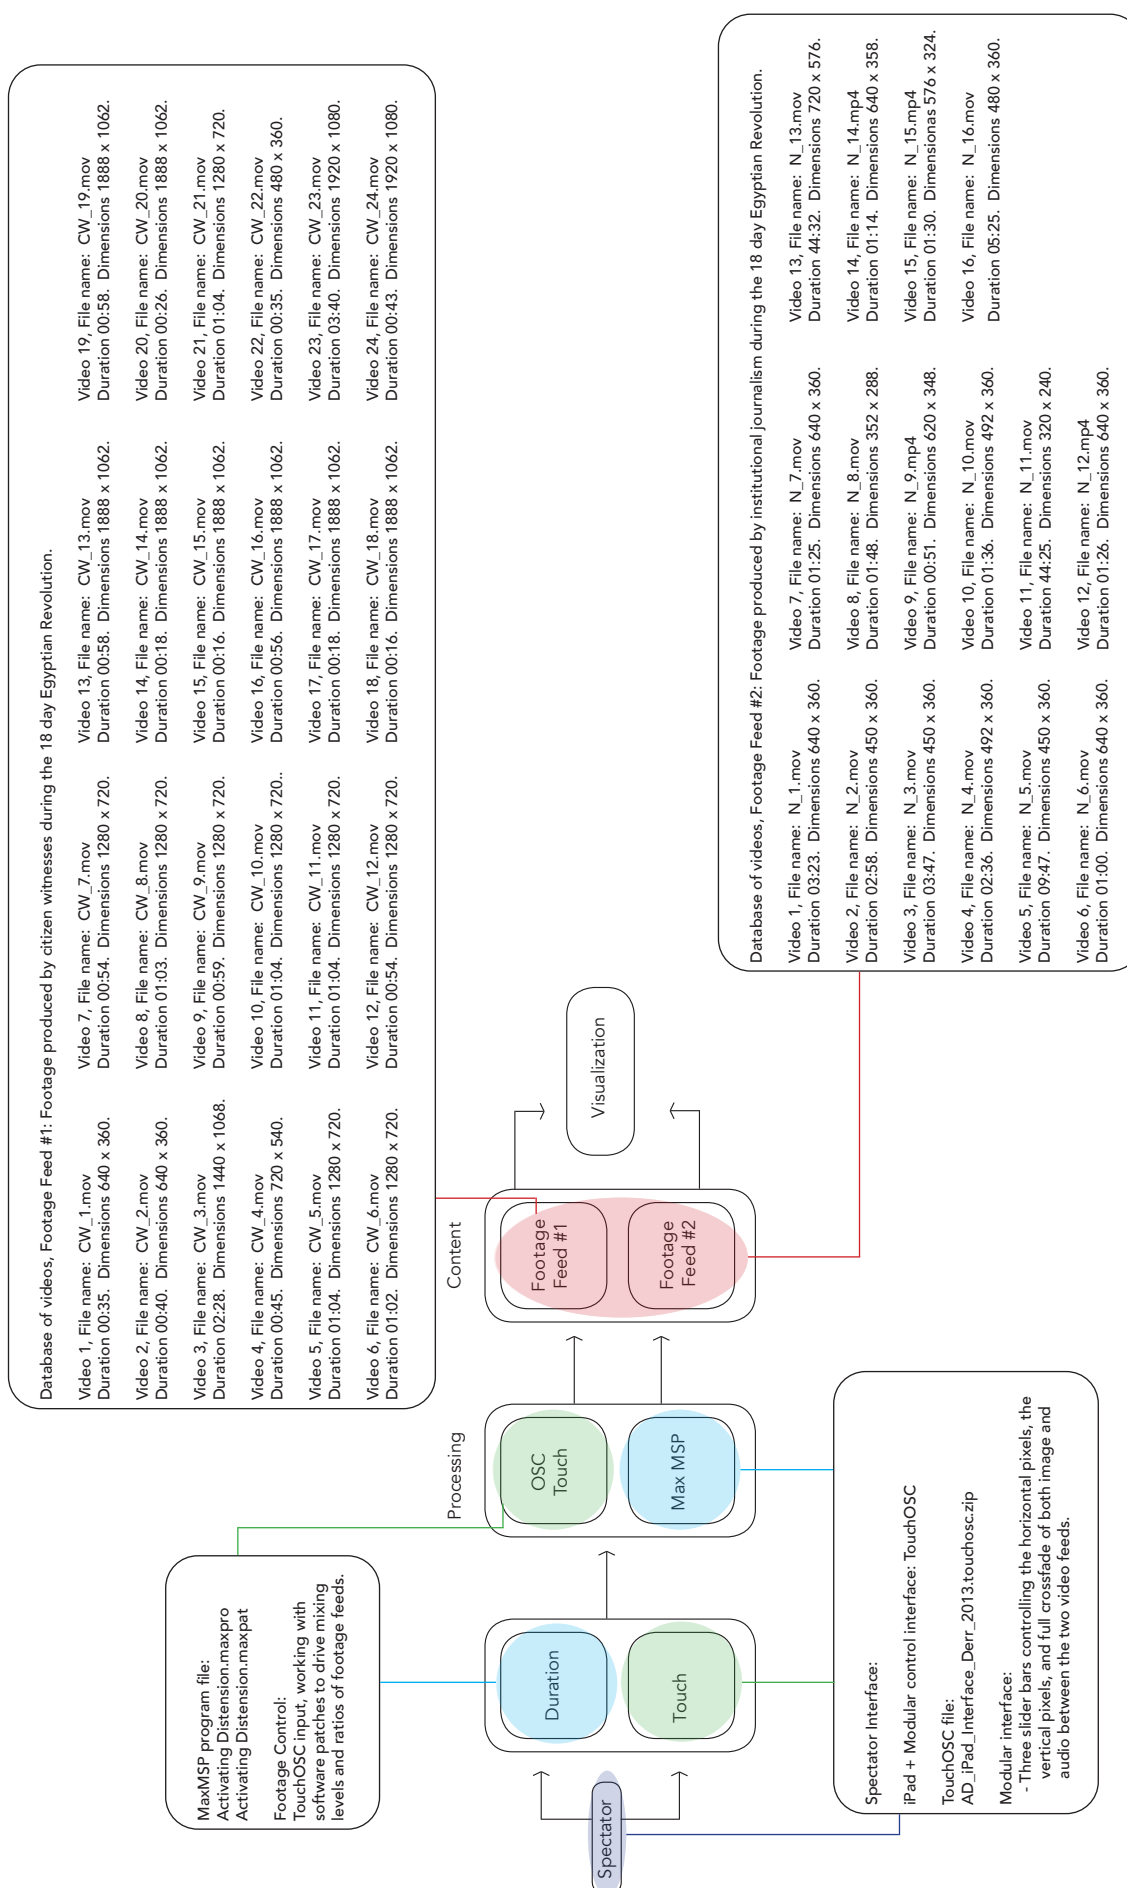 Database of videos, Footage Feed #1: Footage produced by citizen witnesses during the 18 day Egyptian Revolution.
Video 1, File name:  CW_1.mov
Duration 00:35.  Dimensions 640 x 360.
Video 2, File name:  CW_2.mov
Duration 00:40.  Dimensions 640 x 360.
Video 3, File name:  CW_3.mov
Duration 02:28.  Dimensions 1440 x 1068.
Video 4, File name:  CW_4.mov
Duration 00:45.  Dimensions 720 x 540.
Video 5, File name:  CW_5.mov
Duration 01:04.  Dimensions 1280 x 720.
Video 6, File name:  CW_6.mov
Duration 01:02.  Dimensions 1280 x 720.
Video 7, File name:  CW_7.mov
Duration 00:54.  Dimensions 1280 x 720.
Video 8, File name:  CW_8.mov
Duration 01:03.  Dimensions 1280 x 720.
Video 9, File name:  CW_9.mov
Duration 00:59.  Dimensions 1280 x 720.
Video 10, File name:  CW_10.mov
Duration 01:04.  Dimensions 1280 x 720..
Video 11, File name:  CW_11.mov
Duration 01:04.  Dimensions 1280 x 720.
Video 12, File name:  CW_12.mov
Duration 00:54.  Dimensions 1280 x 720.
Video 13, File name:  CW_13.mov
Duration 00:58.  Dimensions 1888 x 1062.
Video 14, File name:  CW_14.mov
Duration 00:18.  Dimensions 1888 x 1062.
Video 15, File name:  CW_15.mov
Duration 00:16.  Dimensions 1888 x 1062.
Video 16, File name:  CW_16.mov
Duration 00:56.  Dimensions 1888 x 1062.
Video 17, File name:  CW_17.mov
Duration 00:18.  Dimensions 1888 x 1062.
Video 18, File name:  CW_18.mov
Duration 00:16.  Dimensions 1888 x 1062.
Video 19, File name:  CW_19.mov
Duration 00:58.  Dimensions 1888 x 1062.
Video 20, File name:  CW_20.mov
Duration 00:26.  Dimensions 1888 x 1062.
Video 21, File name:  CW_21.mov
Duration 01:04.  Dimensions 1280 x 720.
Video 22, File name:  CW_22.mov
Duration 00:35.  Dimensions 480 x 360.
Video 23, File name:  CW_23.mov
Duration 03:40.  Dimensions 1920 x 1080.
Video 24, File name:  CW_24.mov
Duration 00:43.  Dimensions 1920 x 1080.
MaxMSP program file:
Activating Distension.maxpro
Activating Distension.maxpat
Footage Control:
TouchOSC input, working with
software patches to drive mixing
levels and ratios of footage feeds.
Spectator
Duration
Touch
Processing
OSC
Touch
Max MSP
Content
Footage
Feed #1
Footage
Feed #2
Visualization
Spectator Interface:
iPad + Modular control interface: TouchOSC
TouchOSC file:
AD_iPad_Interface_Derr_2013.touchosc.zip
Modular interface:
- Three slider bars controlling the horizontal pixels, the
vertical pixels, and full crossfade of both image and
audio between the two video feeds.
Database of videos, Footage Feed #2: Footage produced by institutional journalism during the 18 day Egyptian Revolution.
Video 1, File name:  N_1.mov
Duration 03:23.  Dimensions 640 x 360.
Video 2, File name:  N_2.mov
Duration 02:58.  Dimensions 450 x 360.
Video 3, File name:  N_3.mov
Duration 03:47.  Dimensions 450 x 360.
Video 4, File name:  N_4.mov
Duration 02:36.  Dimensions 492 x 360.
Video 5, File name:  N_5.mov
Duration 09:47.  Dimensions 450 x 360.
Video 6, File name:  N_6.mov
Duration 01:00.  Dimensions 640 x 360.
Video 7, File name:  N_7.mov
Duration 01:25.  Dimensions 640 x 360.
Video 8, File name:  N_8.mov
Duration 01:48.  Dimensions 352 x 288.
Video 9, File name:  N_9.mp4
Duration 00:51.  Dimensions 620 x 348.
Video 10, File name:  N_10.mov
Duration 01:36.  Dimensions 492 x 360.
Video 11, File name:  N_11.mov
Duration 44:25.  Dimensions 320 x 240.
Video 12, File name:  N_12.mp4
Duration 01:26.  Dimensions 640 x 360.
Video 13, File name:  N_13.mov
Duration 44:32.  Dimensions 720 x 576.
Video 14, File name:  N_14.mp4
Duration 01:14.  Dimensions 640 x 358.
Video 15, File name:  N_15.mp4
Duration 01:30.  Dimensionas 576 x 324.
Video 16, File name:  N_16.mov
Duration 05:25.  Dimensions 480 x 360.